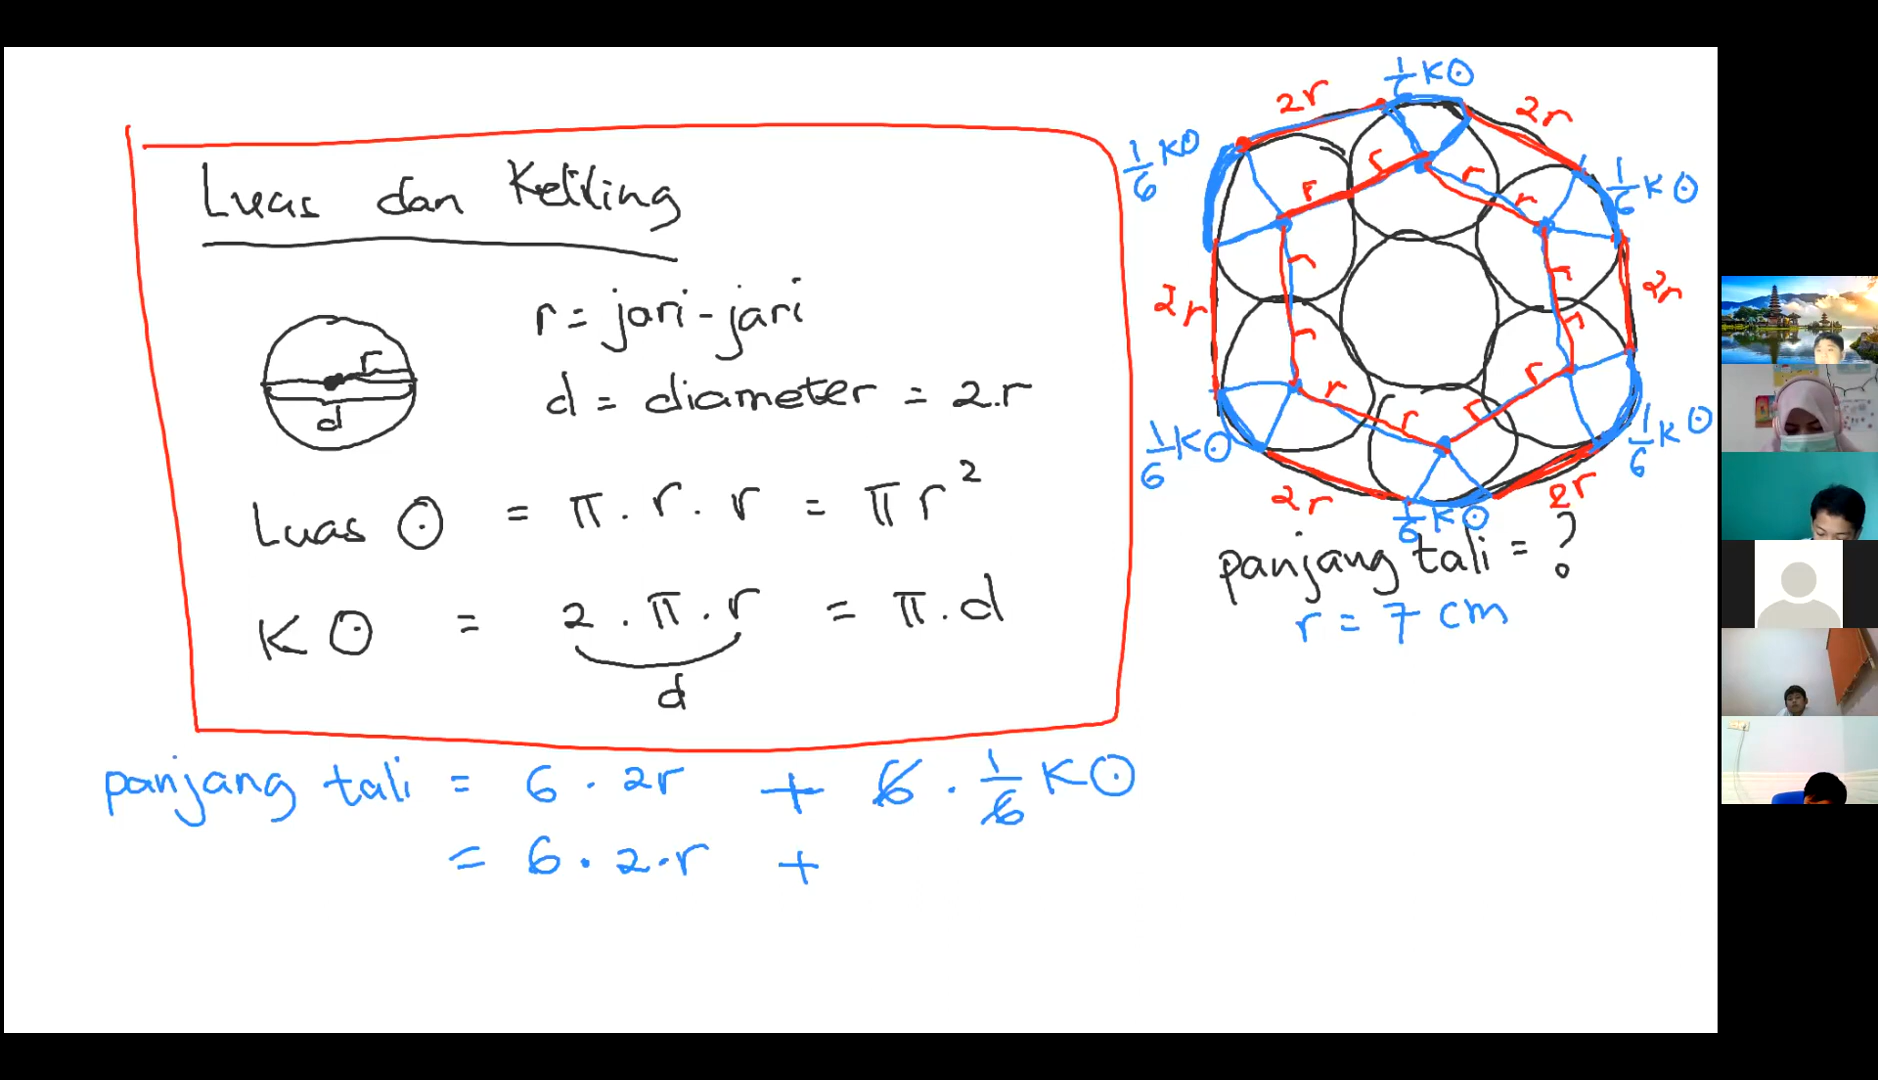 Luas dan Keliling
r
d
r = jari-jari
d = diameter = 2.r
Luas ⊙ = π . r . r = πr²
K ⊙ = 2 . π . r = π . d
d
1/6 K⊙
2r
2r
1/6 K⊙
1/6 K⊙
r
r
r
r
2r
r
r
2r
r
r
r
r
r
r
1/6 K⊙
1/6 K⊙
2r
2r
1/6 K⊙
panjang tali = ?
r = 7 cm
panjang tali = 6 . 2r + 6 . 1/6 K⊙
= 6 . 2 . r +